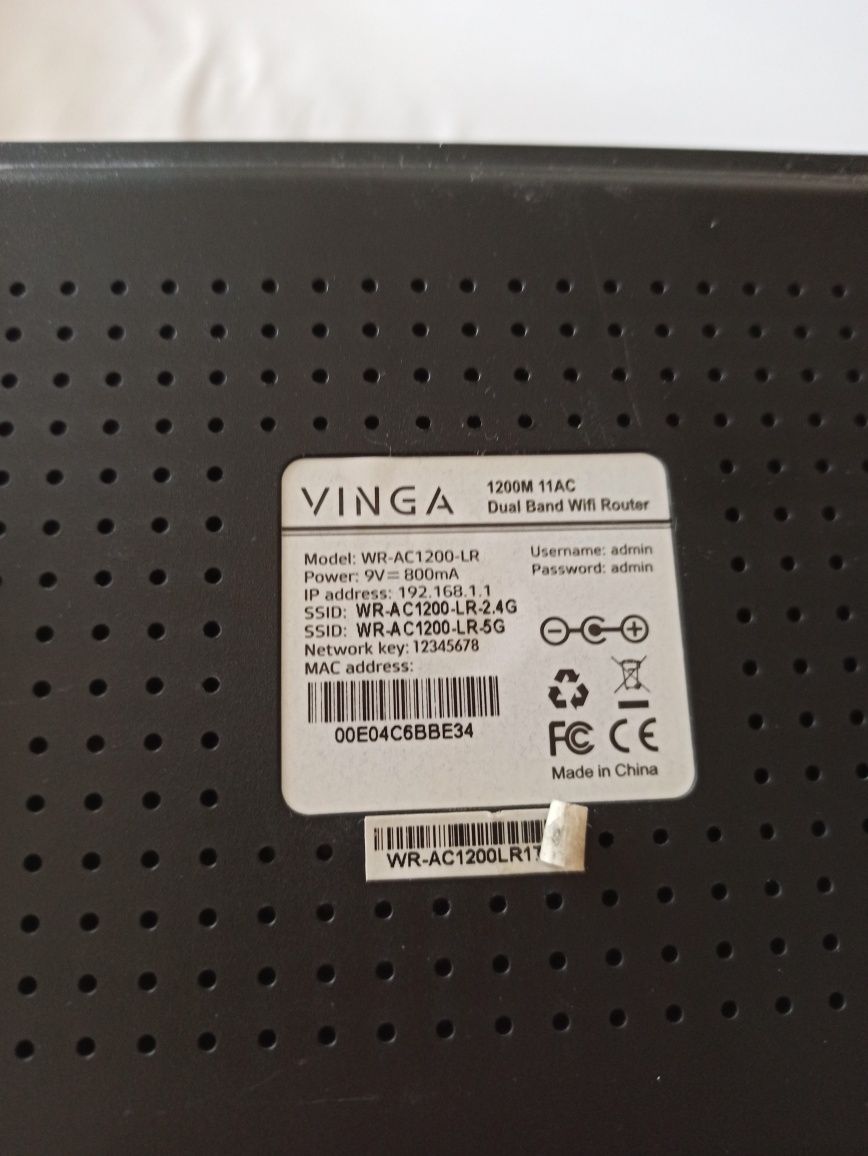 VINGA
1200M 11AC
Dual Band Wifi Router
Model: WR-AC1200-LR
Power: 9V⎓800mA
IP address: 192.168.1.1
SSID: WR-AC1200-LR-2.4G
SSID: WR-AC1200-LR-5G
Network key: 12345678
MAC address:
00E04C6BBE34
Username: admin
Password: admin
FC CE
Made in China
WR-AC1200LR17